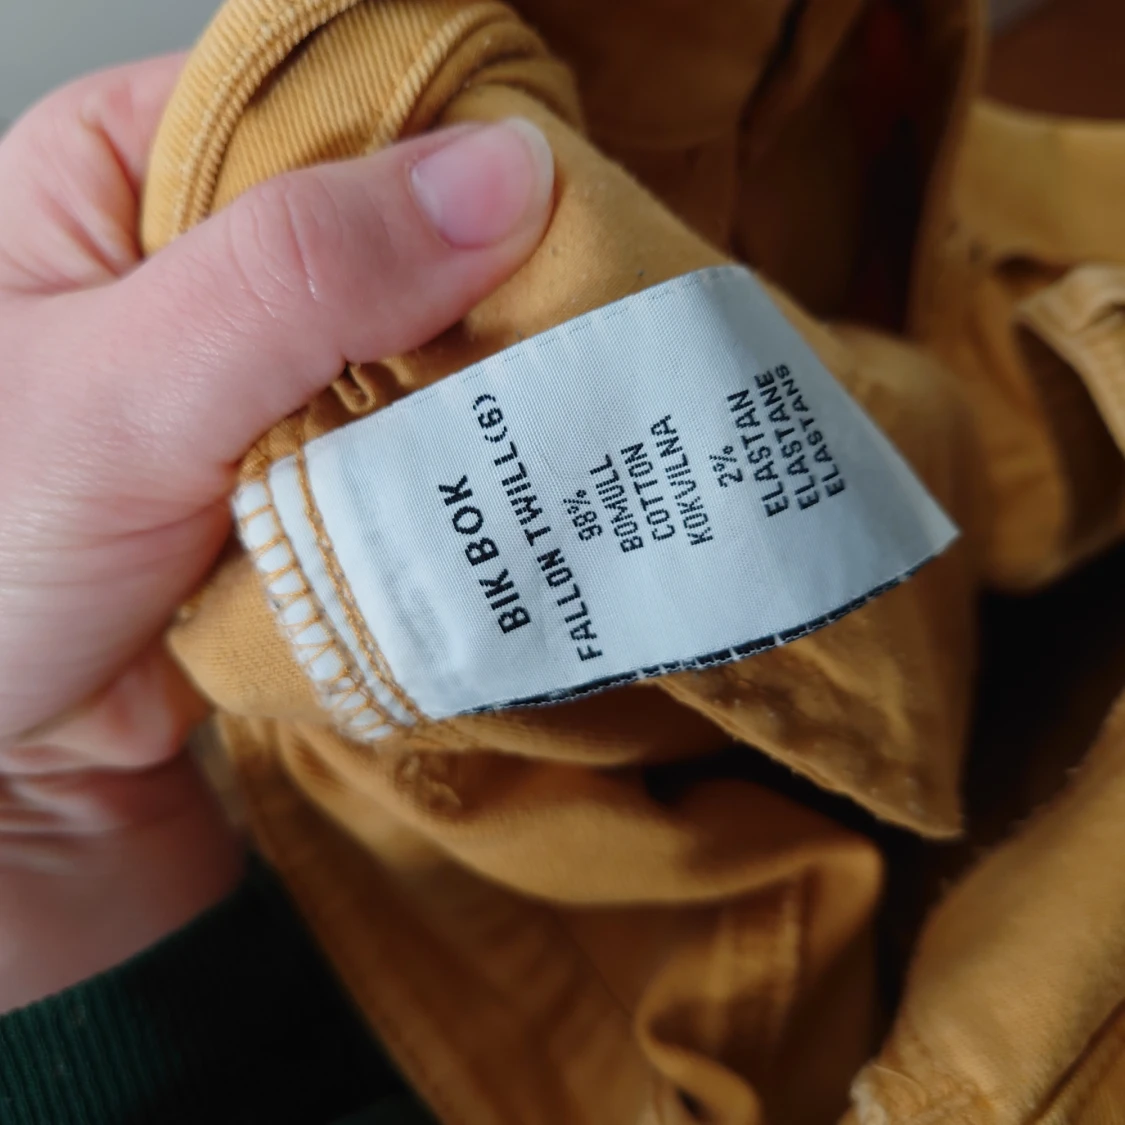 BIK BOK
FALLON TWILL(6)
98%
BOMULL
COTTON
KOKVILNA
2%
ELASTAN
ELASTANE
ELASTANS